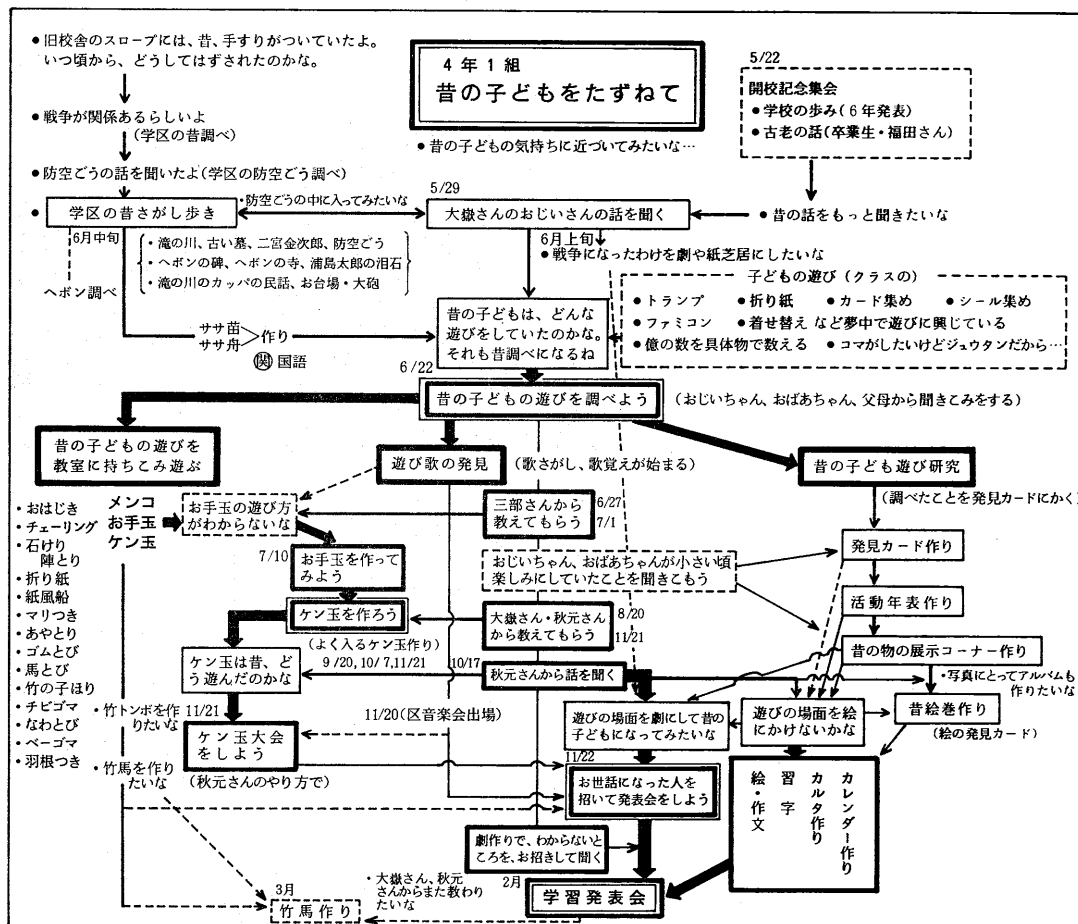 ●旧校舎のスロープには、昔、手すりがついていたよ。
いつ頃から、どうしてはずされたのかな。
●戦争が関係あるらしいよ
(学区の昔調べ)
●防空ごうの話を聞いたよ(学区の防空ごう調べ)
4年1組
昔の子どもをたずねて
●昔の子どもの気持ちに近づいてみたいな…
5/22
開校記念集会
●学校の歩み(6年発表)
●古老の話(卒業生・福田さん)
●昔の話をもっと聞きたいな
5/29
大嶽さんのおじいさんの話を聞く
・防空ごうの中に入ってみたいな
● 学区の昔さがし歩き
6月中旬
・滝の川、古い墓、二宮金次郎、防空ごう
・ヘボンの碑、ヘボンの寺、浦島太郎の泪石
・滝の川のカッパの民話、お台場・大砲
ヘボン調べ
6月上旬
●戦争になったわけを劇や紙芝居にしたいな
子どもの遊び(クラスの)
●トランプ ●折り紙 ●カード集め ●シール集め
●ファミコン ●着せ替え など夢中で遊びに興じている
●億の数を具体物で数える ●コマがしたいけどジュウタンだから…
昔の子どもは、どんな
遊びをしていたのかな。
それも昔調べになるね
ササ苗
ササ舟
作り
関 国語
6/22
昔の子どもの遊びを調べよう
(おじいちゃん、おばあちゃん、父母から聞きこみをする)
昔の子どもの遊びを
教室に持ちこみ遊ぶ
遊び歌の発見
(歌さがし、歌覚えが始まる)
昔の子ども遊び研究
(調べたことを発見カードにかく)
メンコ
お手玉
ケン玉
・おはじき
・チェーリング
・石けり
陣とり
・折り紙
・紙風船
・マリつき
・あやとり
・ゴムとび
・馬とび
・竹の子ほり
・チビゴマ
・なわとび
・ベーゴマ
・羽根つき
お手玉の遊び方
がわからないな
三部さんから
教えてもらう
6/27
7/1
7/10
お手玉を作って
みよう
おじいちゃん、おばあちゃんが小さい頃
楽しみにしていたことを聞きこもう
発見カード作り
活動年表作り
昔の物の展示コーナー作り
・写真にとってアルバムも
作りたいな
昔絵巻作り
(絵の発見カード)
ケン玉を作ろう
(よく入るケン玉作り)
9/20, 10/7, 11/21
大嶽さん・秋元さん
から教えてもらう
8/20
11/21
ケン玉は昔、ど
う遊んだのかな
10/17
秋元さんから話を聞く
・竹トンボを作
りたいな
11/21
ケン玉大会
をしよう
(秋元さんのやり方で)
11/20(区音楽会出場)
遊びの場面を劇にして昔の
子どもになってみたいな
遊びの場面を絵
にかけないかな
11/22
お世話になった人を
招いて発表会をしよう
カレンダー作り
カルタ作り
習字
絵・作文
・竹馬を作り
たいな
劇作りで、わからないと
ころを、お招きして聞く
2月
学習発表会
・大嶽さん、秋元
さんからまた教わり
たいな
3月
竹馬作り